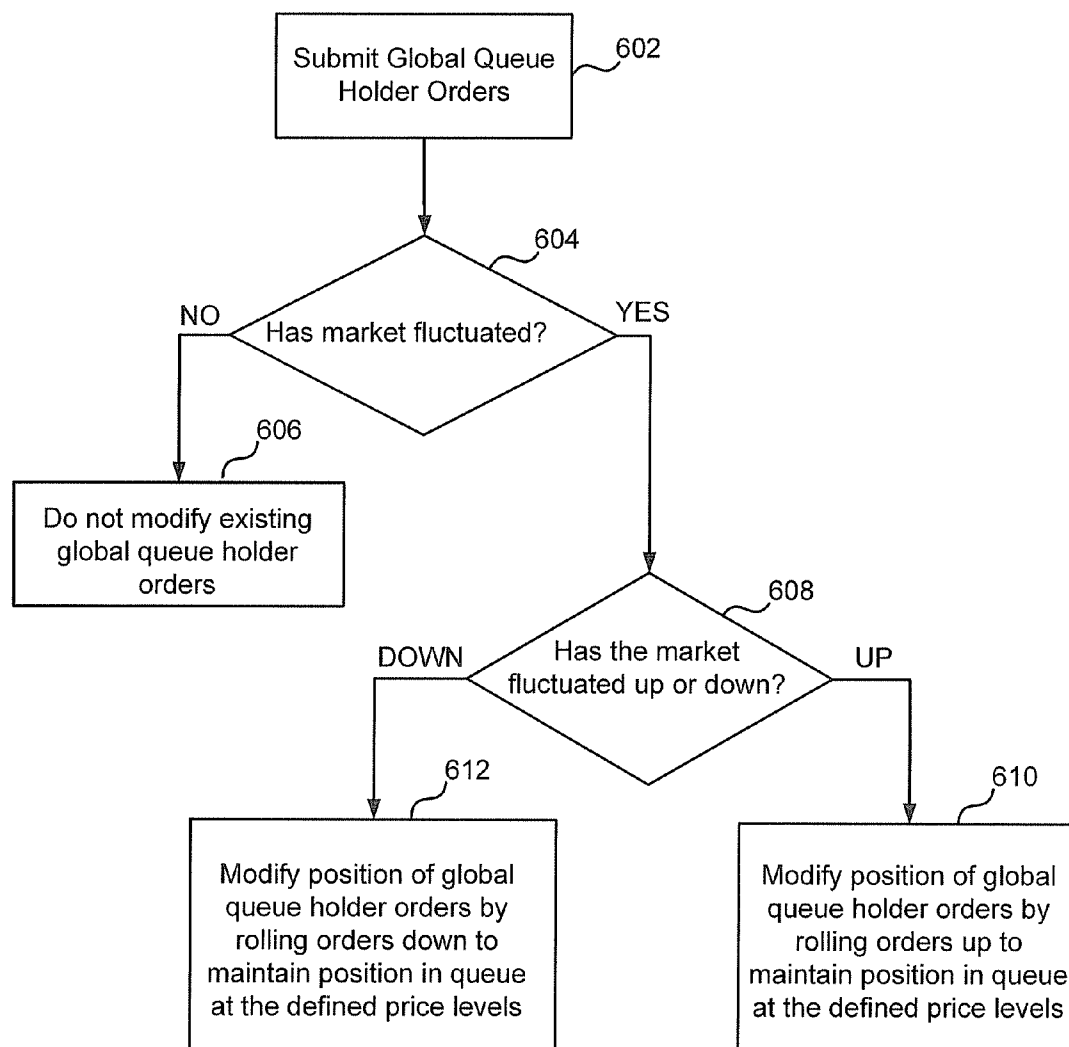 Submit Global Queue
Holder Orders
602
604
Has market fluctuated?
NO
YES
606
Do not modify existing
global queue holder
orders
608
Has the market
fluctuated up or down?
DOWN
UP
612
Modify position of global
queue holder orders by
rolling orders down to
maintain position in queue
at the defined price levels
610
Modify position of global
queue holder orders by
rolling orders up to
maintain position in queue
at the defined price levels